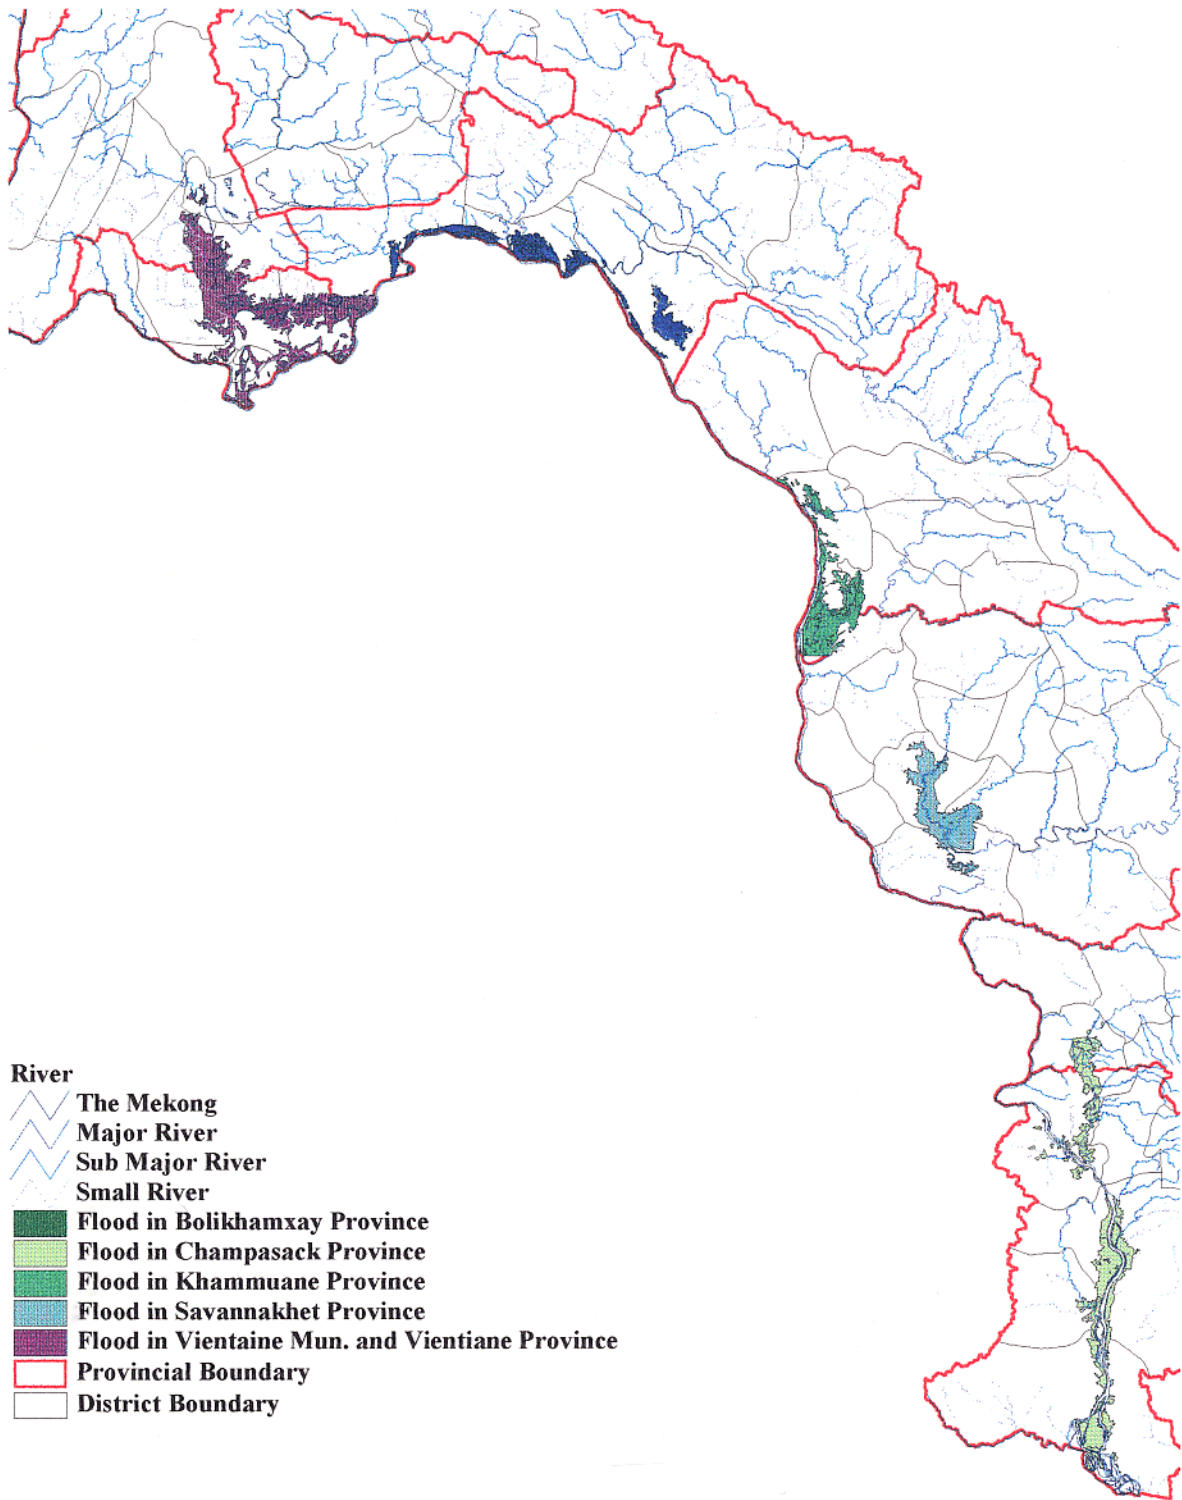 River
The Mekong
Major River
Sub Major River
Small River
Flood in Bolikhamxay Province
Flood in Champasack Province
Flood in Khammuane Province
Flood in Savannakhet Province
Flood in Vientaine Mun. and Vientiane Province
Provincial Boundary
District Boundary